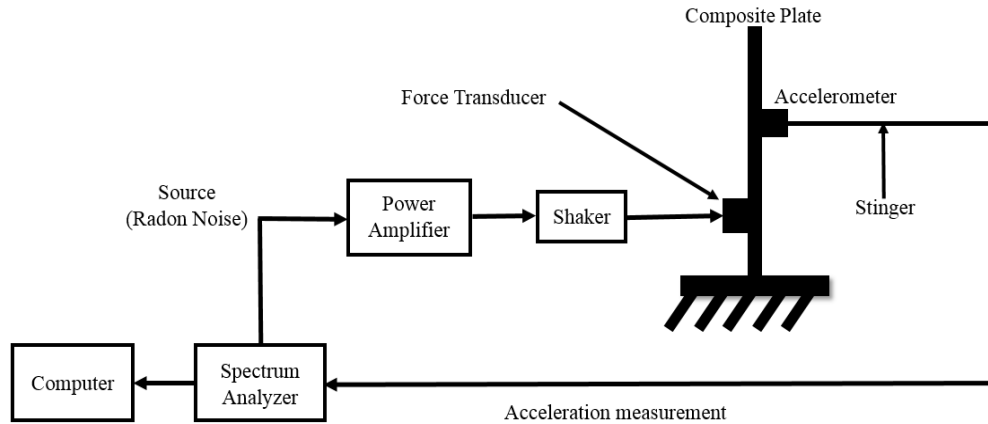 Composite Plate
Force Transducer
Accelerometer
Source
(Radon Noise)
Power
Amplifier
Shaker
Stinger
Computer
Spectrum
Analyzer
Acceleration measurement